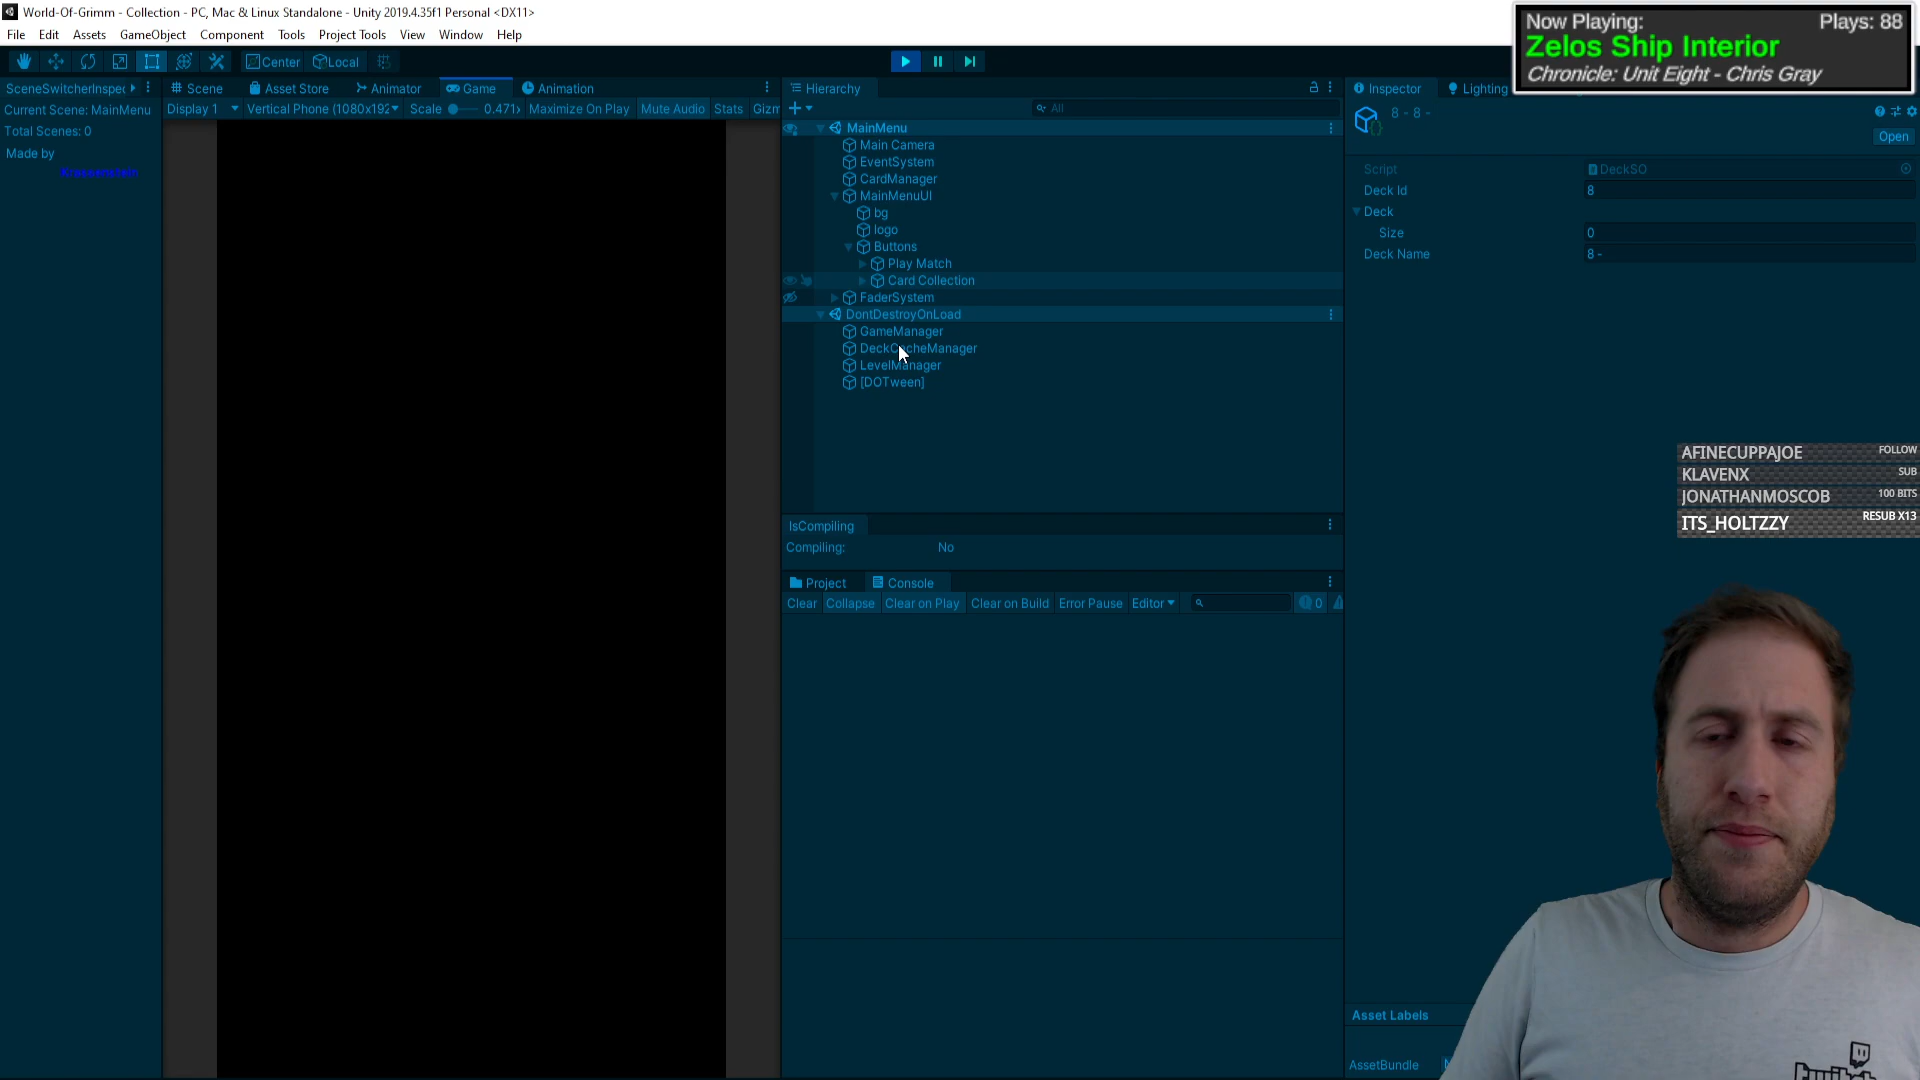 World-Of-Grimm - Collection - PC, Mac & Linux Standalone - Unity 2019.4.35f1 Personal <DX11>
File Edit Assets GameObject Component Tools Project Tools View Window Help
Now Playing: Plays: 88
Zelos Ship Interior
Chronicle: Unit Eight - Chris Gray
Center Local
SceneSwitcherInspec
Current Scene: MainMenu
Total Scenes: 0
Made by
Scene Asset Store Animator Game Animation
Display 1 Vertical Phone (1080x192 Scale 0.471 Maximize On Play Mute Audio Stats Gizm
Hierarchy
All
MainMenu
Main Camera
EventSystem
CardManager
MainMenuUI
bg
logo
Buttons
Play Match
Card Collection
FaderSystem
DontDestroyOnLoad
GameManager
DeckCacheManager
LevelManager
[DOTween]
IsCompiling
Compiling: No
Project Console
Clear Collapse Clear on Play Clear on Build Error Pause Editor 0
Inspector Lighting
8 - 8 -
Open
Script DeckSO
Deck Id 8
Deck
Size 0
Deck Name 8 -
AFINECUPPAJOE FOLLOW
KLAVENX SUB
JONATHANMOSCOB 100 BITS
ITS_HOLTZZY RESUB X13
Asset Labels
AssetBundle